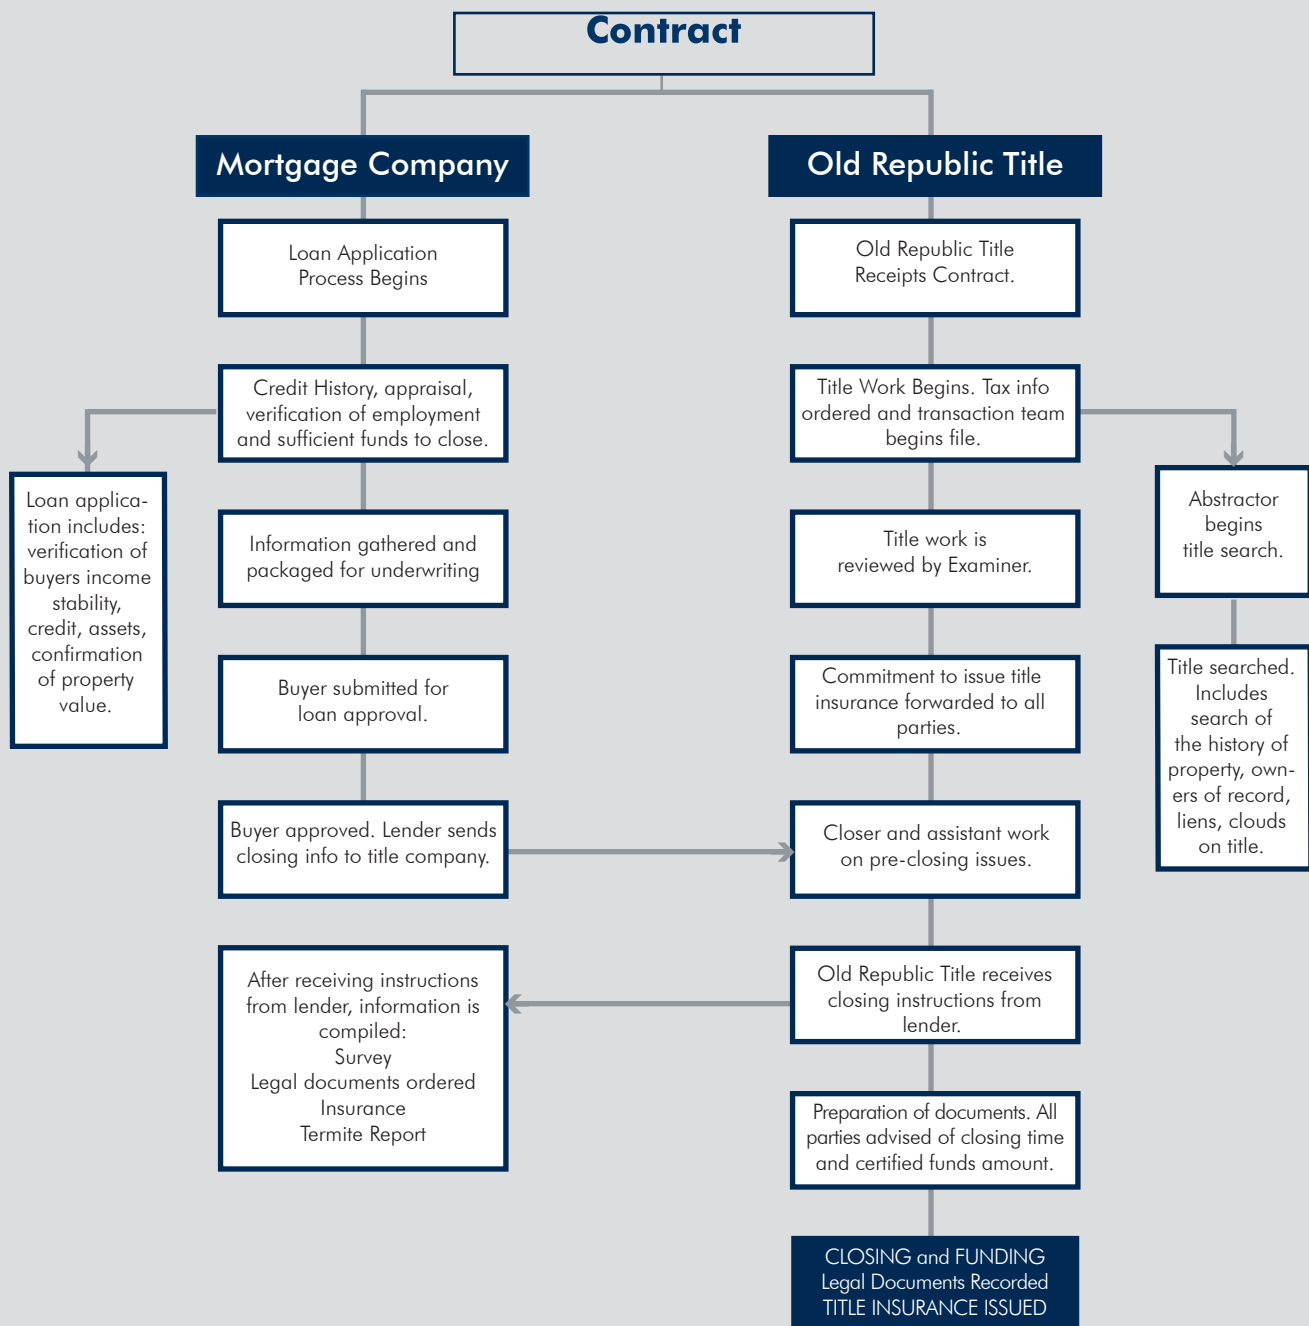 Contract
Mortgage Company
Loan Application
Process Begins
Credit History, appraisal,
verification of employment
and sufficient funds to close.
Loan applica-
tion includes:
verification of
buyers income
stability,
credit, assets,
confirmation
of property
value.
Information gathered and
packaged for underwriting
Buyer submitted for
loan approval.
Buyer approved. Lender sends
closing info to title company.
After receiving instructions
from lender, information is
compiled:
Survey
Legal documents ordered
Insurance
Termite Report
Old Republic Title
Old Republic Title
Receipts Contract.
Title Work Begins. Tax info
ordered and transaction team
begins file.
Abstractor
begins
title search.
Title searched.
Includes
search of
the history of
property, own-
ers of record,
liens, clouds
on title.
Title work is
reviewed by Examiner.
Commitment to issue title
insurance forwarded to all
parties.
Closer and assistant work
on pre-closing issues.
Old Republic Title receives
closing instructions from
lender.
Preparation of documents. All
parties advised of closing time
and certified funds amount.
CLOSING and FUNDING
Legal Documents Recorded
TITLE INSURANCE ISSUED